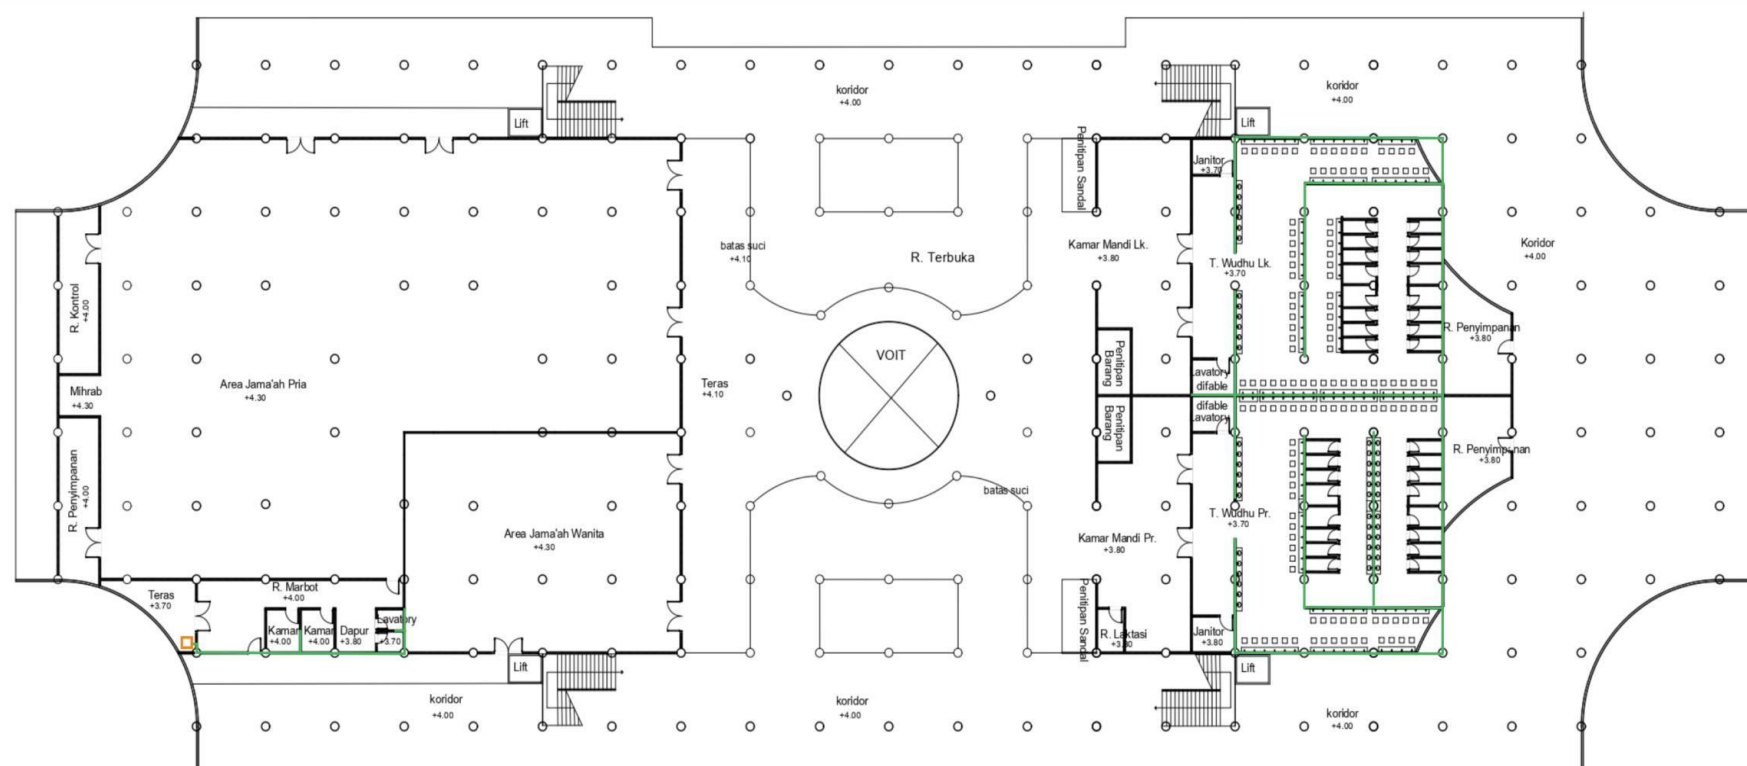 koridor
+4.00
koridor
+4.00
Lift
Lift
Penitipan Sandal
Janitor
+3.70
batas suci
+4.10
R. Terbuka
Kamar Mandi Lk.
+3.80
T. Wudhu Lk.
+3.70
Koridor
+4.00
R. Kontrol
+4.00
R. Penyimpanan
+3.80
VOIT
Penitipan
Barang
Lavatory
difable
Mihrab
+4.30
Area Jama'ah Pria
+4.30
Teras
+4.10
Penitipan
Barang
difable
Lavatory
R. Penyimpanan
+4.00
R. Penyimpanan
+3.80
batas suci
Area Jama'ah Wanita
+4.30
Kamar Mandi Pr.
+3.80
T. Wudhu Pr.
+3.70
Teras
+3.70
R. Marbot
+4.00
Kamar
+4.00
Kamar
+4.00
Dapur
+3.80
Lavatory
+3.70
Penitipan Sandal
R. Laktasi
+3.80
Janitor
+3.80
Lift
Lift
koridor
+4.00
koridor
+4.00
koridor
+4.00